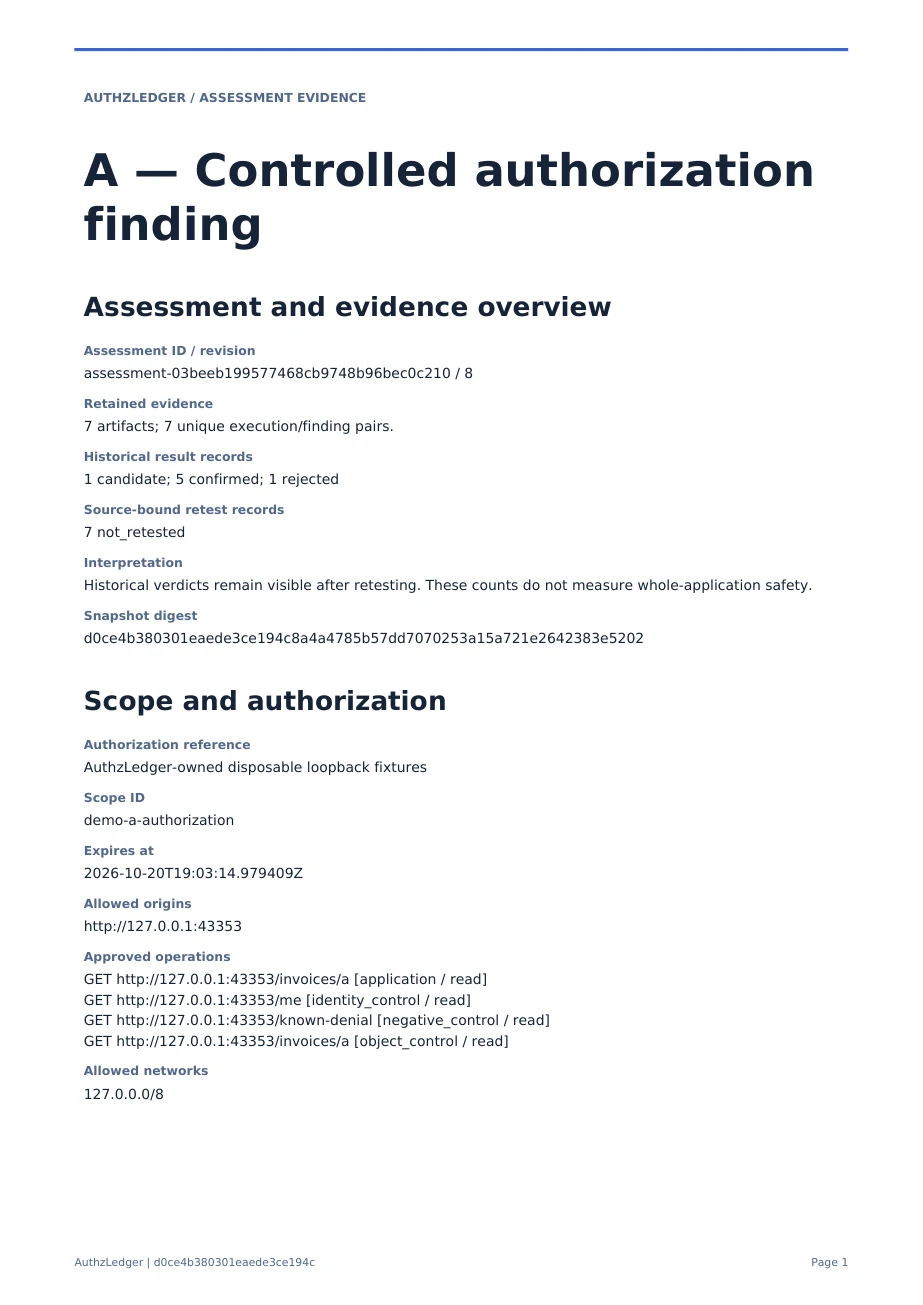 AUTHZLEDGER / ASSESSMENT EVIDENCE
A — Controlled authorization
finding
Assessment and evidence overview
Assessment ID / revision
assessment-03beeb199577468cb9748b96bec0c210 / 8
Retained evidence
7 artifacts; 7 unique execution/finding pairs.
Historical result records
1 candidate; 5 confirmed; 1 rejected
Source-bound retest records
7 not_retested
Interpretation
Historical verdicts remain visible after retesting. These counts do not measure whole-application safety.
Snapshot digest
d0ce4b380301eaede3ce194c8a4a4785b57dd7070253a15a721e2642383e5202
Scope and authorization
Authorization reference
AuthzLedger-owned disposable loopback fixtures
Scope ID
demo-a-authorization
Expires at
2026-10-20T19:03:14.979409Z
Allowed origins
http://127.0.0.1:43353
Approved operations
GET http://127.0.0.1:43353/invoices/a [application / read]
GET http://127.0.0.1:43353/me [identity_control / read]
GET http://127.0.0.1:43353/known-denial [negative_control / read]
GET http://127.0.0.1:43353/invoices/a [object_control / read]
Allowed networks
127.0.0.0/8
AuthzLedger | d0ce4b380301eaede3ce194c
Page 1